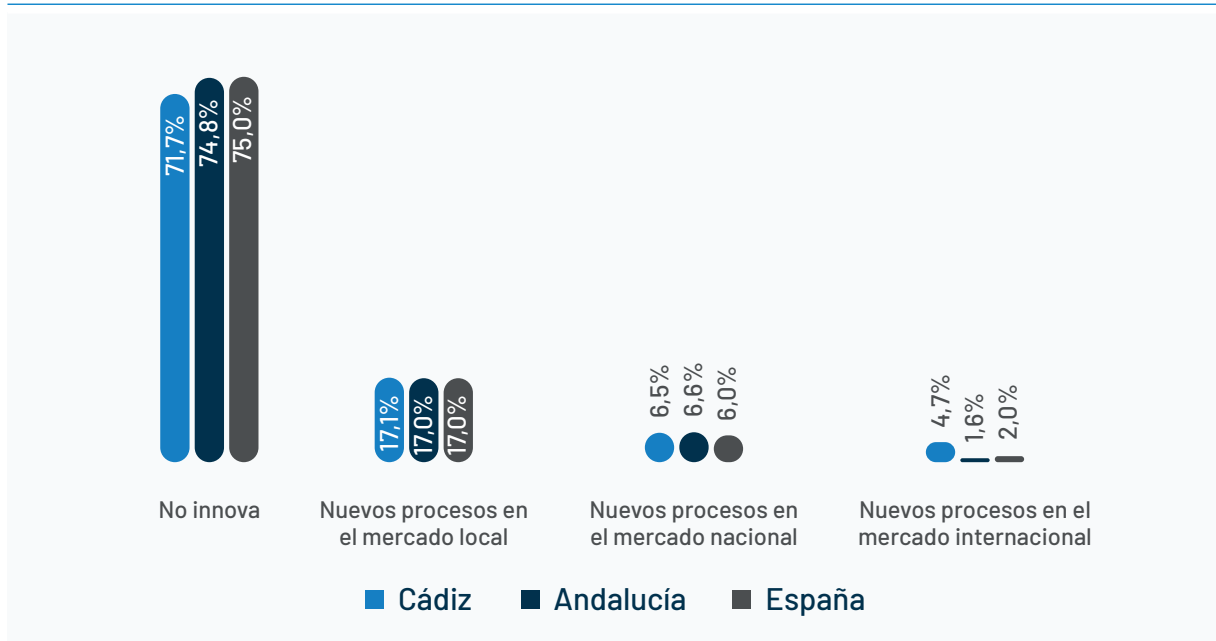 71,7%
74,8%
75,0%
17,1%
17,0%
17,0%
6,5%
6,6%
6,0%
4,7%
1,6%
2,0%
No innova
Nuevos procesos en
el mercado local
Nuevos procesos en
el mercado nacional
Nuevos procesos en el
mercado internacional
Cádiz
Andalucía
España